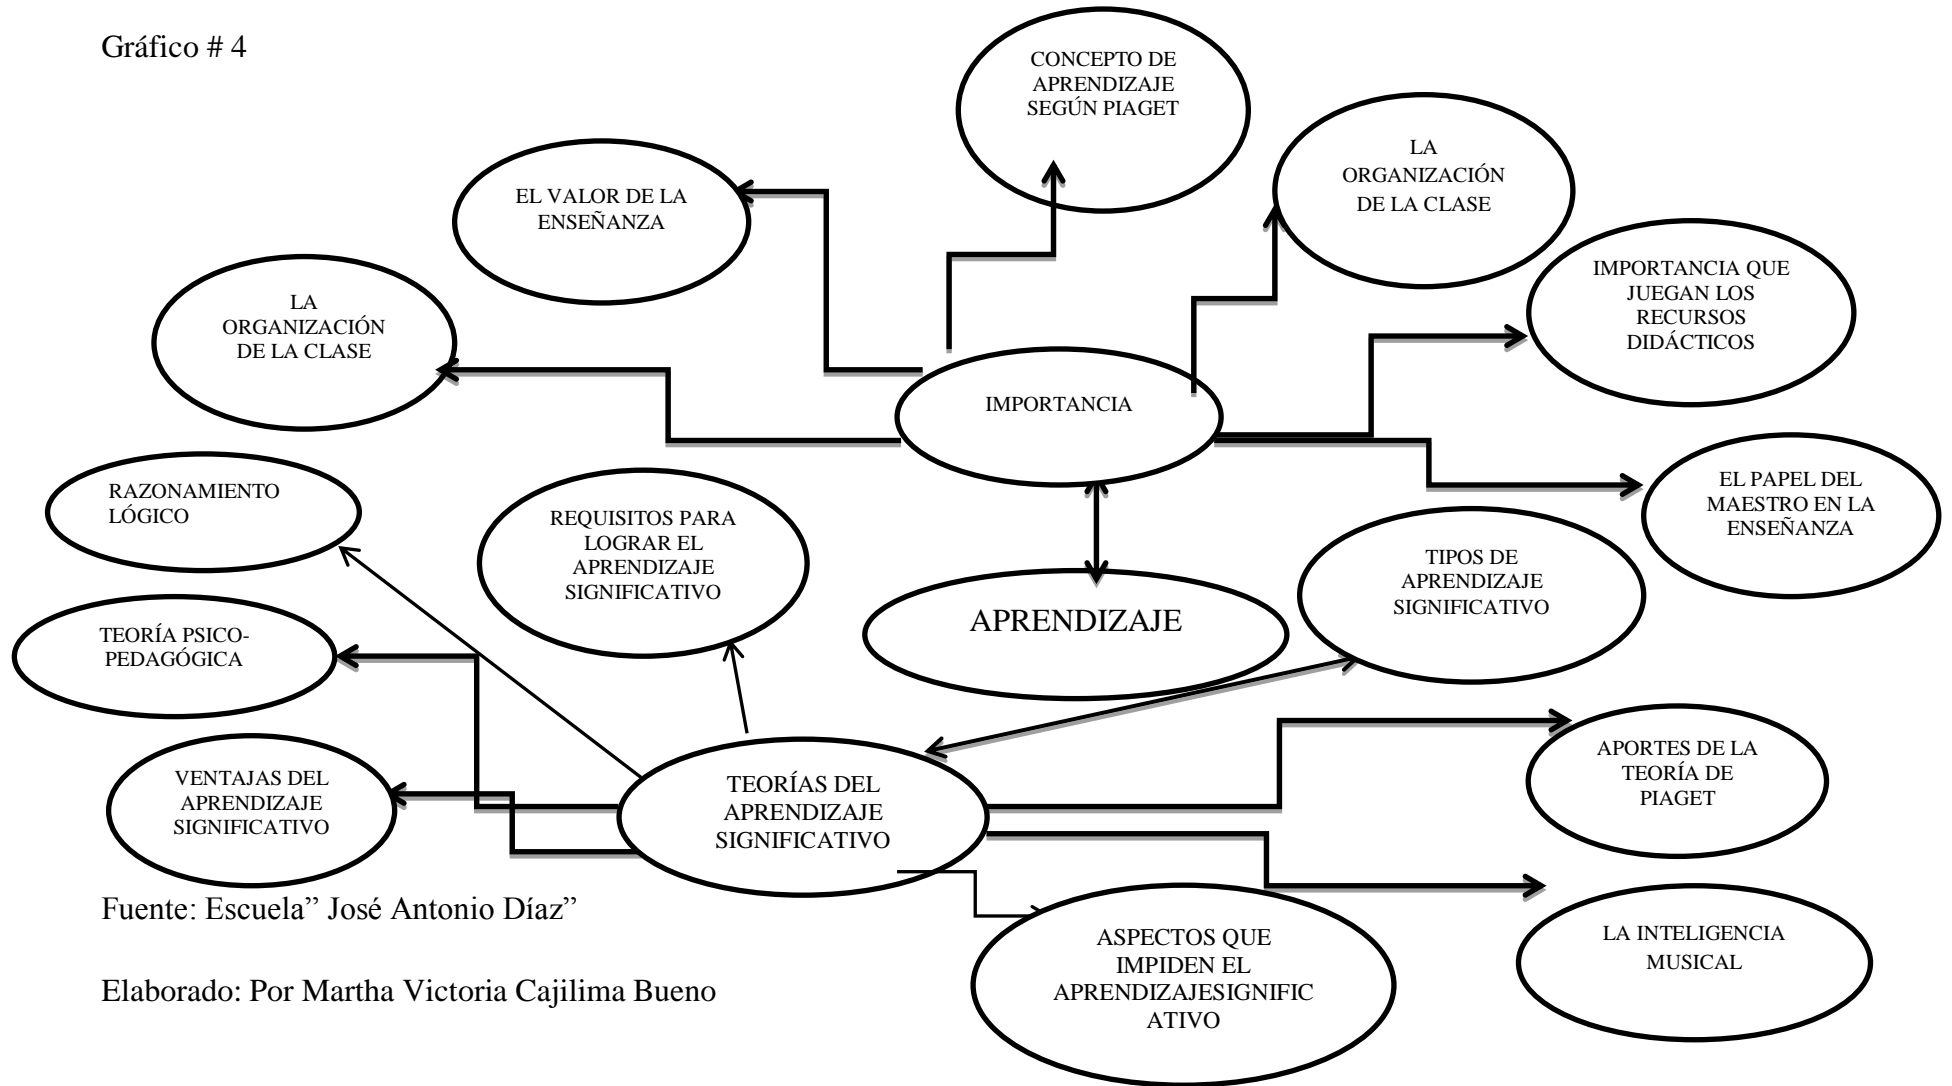 Gráfico # 4
CONCEPTO DE
APRENDIZAJE
SEGÚN PIAGET
LA
ORGANIZACIÓN
DE LA CLASE
EL VALOR DE LA
ENSEÑANZA
IMPORTANCIA QUE
JUEGAN LOS
RECURSOS
DIDÁCTICOS
LA
ORGANIZACIÓN
DE LA CLASE
IMPORTANCIA
EL PAPEL DEL
MAESTRO EN LA
ENSEÑANZA
RAZONAMIENTO
LÓGICO
REQUISITOS PARA
LOGRAR EL
APRENDIZAJE
SIGNIFICATIVO
TIPOS DE
APRENDIZAJE
SIGNIFICATIVO
APRENDIZAJE
TEORÍA PSICO-
PEDAGÓGICA
VENTAJAS DEL
APRENDIZAJE
SIGNIFICATIVO
TEORÍAS DEL
APRENDIZAJE
SIGNIFICATIVO
APORTES DE LA
TEORÍA DE
PIAGET
Fuente: Escuela” José Antonio Díaz”
ASPECTOS QUE
IMPIDEN EL
APRENDIZAJESIGNIFIC
ATIVO
LA INTELIGENCIA
MUSICAL
Elaborado: Por Martha Victoria Cajilima Bueno